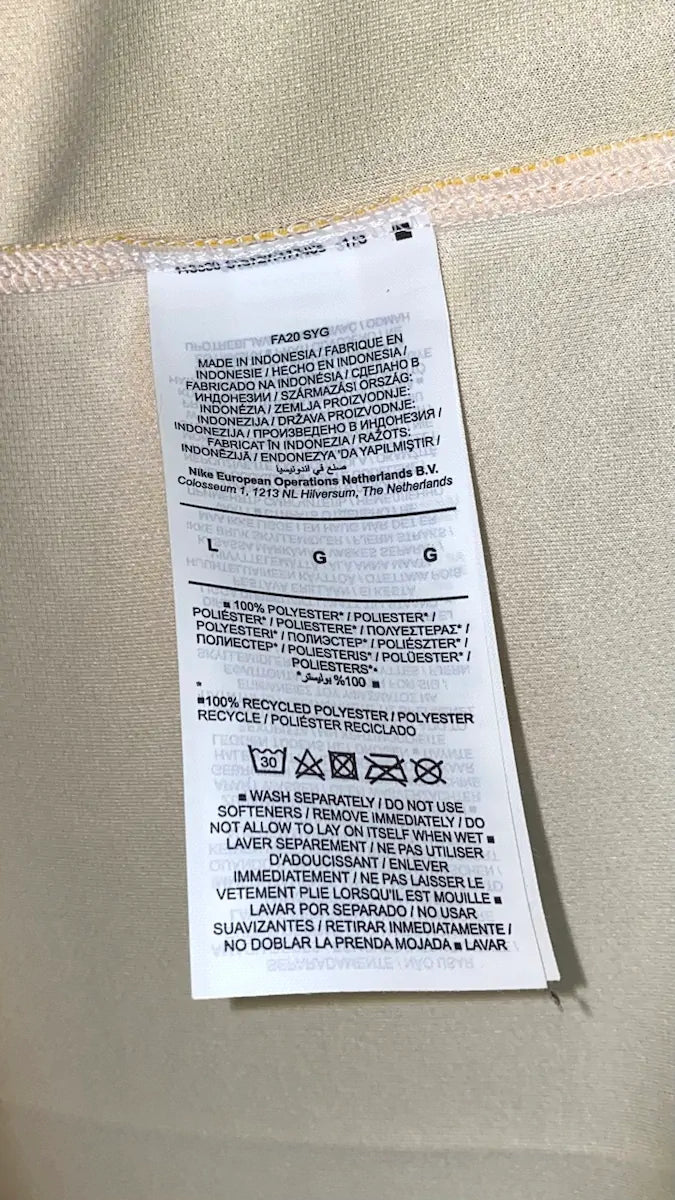 FA20 SYG
MADE IN INDONESIA / FABRIQUE EN
INDONESIE / HECHO EN INDONESIA /
FABRICADO NA INDONÉSIA / СДЕЛАНО В
ИНДОНЕЗИИ / SZÁRMAZÁSI ORSZÁG:
INDONÉZIA / ZEMLJA PROIZVODNJE:
INDONEZIJA / DRŽAVA PROIZVODNJE:
INDONEZIJA / ПРОИЗВЕДЕНО В ИНДОНЕЗИЯ /
FABRICAT ÎN INDONEZIA / RAŽOTS:
INDONĒZIJĀ / ENDONEZYA 'DA YAPILMIŞTIR /
صنع في اندونيسيا
Nike European Operations Netherlands B.V.
Colosseum 1, 1213 NL Hilversum, The Netherlands
L G G
■ 100% POLYESTER* / POLIESTER* /
POLIÉSTER* / POLIESTERE* / ΠΟΛΥΕΣΤΕΡΑΣ* /
POLYESTERI* / ПОЛИЭСТЕР* / POLIÉSZTER* /
ПОЛИЕСТЕР* / POLIESTERIS* / POLÜESTER* /
POLIESTERS*•
■ %100 بوليستر*
*
■100% RECYCLED POLYESTER / POLYESTER
RECYCLE / POLIÉSTER RECICLADO
30
■ WASH SEPARATELY / DO NOT USE
SOFTENERS / REMOVE IMMEDIATELY / DO
NOT ALLOW TO LAY ON ITSELF WHEN WET ■
LAVER SEPAREMENT / NE PAS UTILISER
D'ADOUCISSANT / ENLEVER
IMMEDIATEMENT / NE PAS LAISSER LE
VETEMENT PLIE LORSQU'IL EST MOUILLE ■
LAVAR POR SEPARADO / NO USAR
SUAVIZANTES / RETIRAR INMEDIATAMENTE /
NO DOBLAR LA PRENDA MOJADA ■ LAVAR